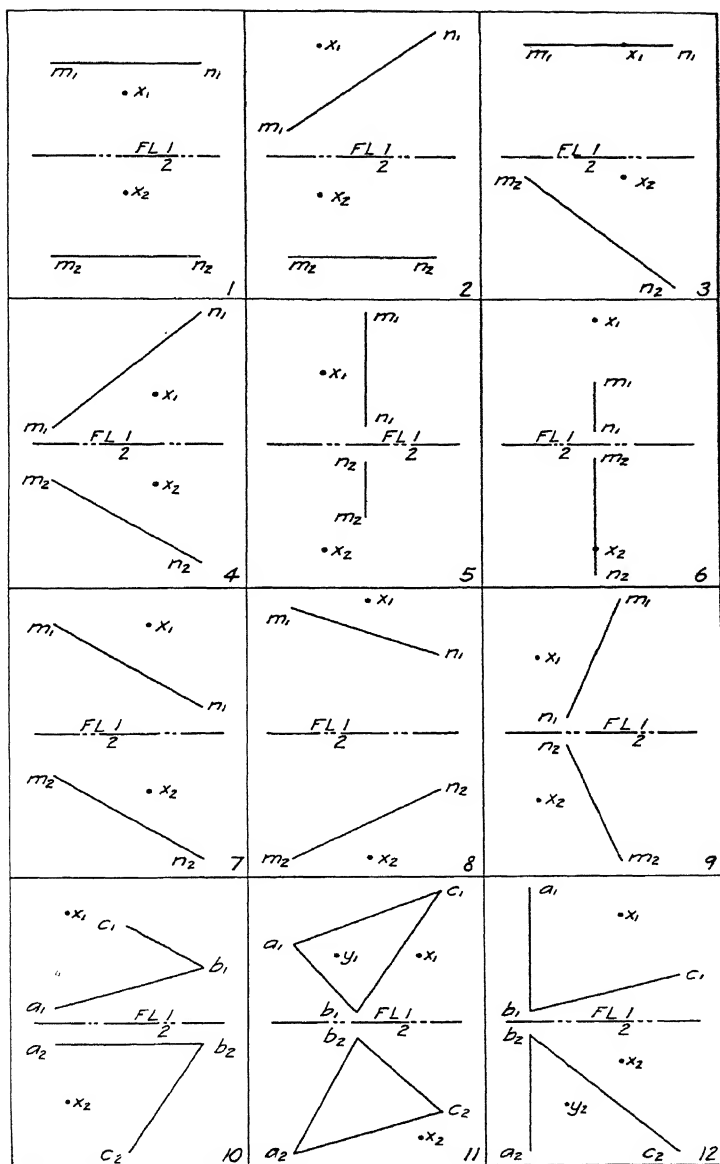 m₁ n₁
x₁
FL 1
2
x₂
m₂ n₂
1
x₁ n₁
m₁
FL 1
2
x₂
m₂ n₂
2
m₁ x₁ n₁
FL 1
2
m₂ x₂
n₂
3
n₁
x₁
m₁
FL 1
2
m₂ x₂
n₂
4
m₁
x₁
n₁
FL 1
2
n₂
m₂
x₂
5
x₁
m₁
n₁
FL 1
2
m₂
x₂
n₂
6
m₁ x₁
n₁
FL 1
2
m₂ x₂
n₂
7
x₁
m₁
n₁
FL 1
2
n₂
m₂ x₂
8
m₁
x₁
n₁
FL 1
2
n₂
x₂
m₂
9
x₁ c₁
b₁
a₁
FL 1
2
a₂ b₂
x₂
c₂
10
c₁
a₁
y₁ x₁
b₁
FL 1
2
b₂
c₂
x₂
a₂
11
a₁
x₁
c₁
b₁
FL 1
2
b₂
x₂
y₂
a₂ c₂
12